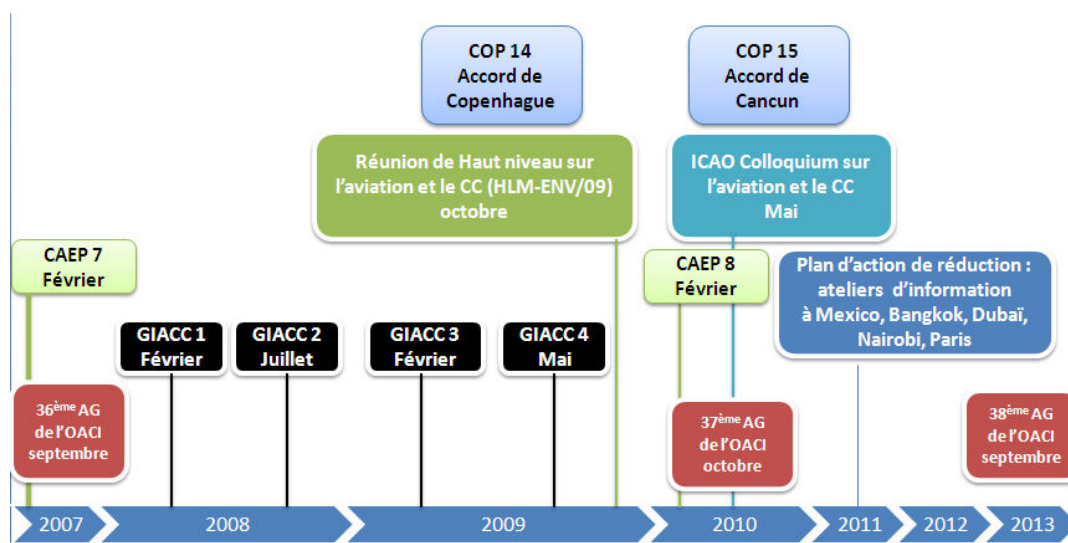 COP 14
Accord de
Copenhague
COP 15
Accord de
Cancun
Réunion de Haut niveau sur
l'aviation et le CC (HLM-ENV/09)
octobre
ICAO Colloquium sur
l'aviation et le CC
Mai
CAEP 7
Février
CAEP 8
Février
Plan d'action de réduction :
ateliers d'information
à Mexico, Bangkok, Dubaï,
Nairobi, Paris
GIACC 1
Février
GIACC 2
Juillet
GIACC 3
Février
GIACC 4
Mai
36ème AG
de l'OACI
septembre
37ème AG
de l'OACI
octobre
38ème AG
de l'OACI
septembre
2007
2008
2009
2010
2011
2012
2013